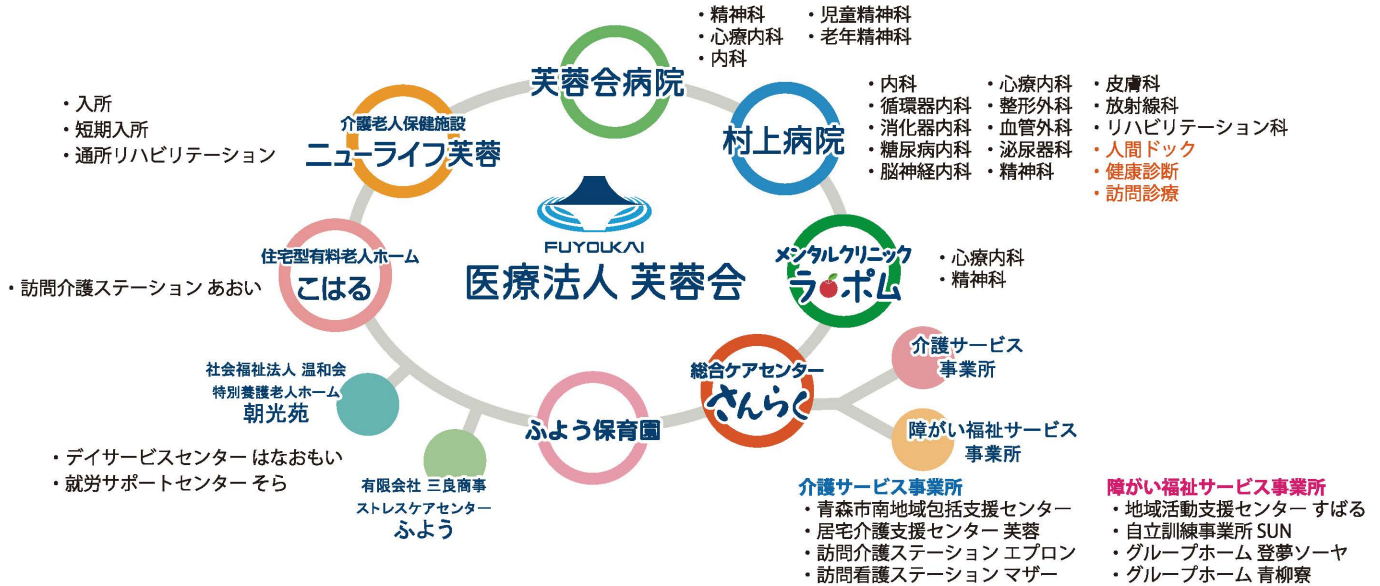 ・精神科
・児童精神科
・心療内科
・老年精神科
・内科
芙蓉会病院
・内科
・心療内科
・皮膚科
・循環器内科
・整形外科
・放射線科
・消化器内科
・血管外科
・リハビリテーション科
・糖尿病内科
・泌尿器科
・人間ドック
・脳神経内科
・精神科
・健康診断
・訪問診療
村上病院
・入所
・短期入所
・通所リハビリテーション
介護老人保健施設
ニューライフ芙蓉
FUYOUKAI
医療法人 芙蓉会
メンタルクリニック
ラ・ポム
・心療内科
・精神科
住宅型有料老人ホーム
こはる
・訪問介護ステーション あおい
社会福祉法人 温和会
特別養護老人ホーム
朝光苑
・デイサービスセンター はなおもい
・就労サポートセンター そら
有限会社 三良商事
ストレスケアセンター
ふよう
ふよう保育園
総合ケアセンター
さんらく
介護サービス
事業所
障がい福祉サービス
事業所
介護サービス事業所
・青森市南地域包括支援センター
・居宅介護支援センター 芙蓉
・訪問介護ステーション エプロン
・訪問看護ステーション マザー
障がい福祉サービス事業所
・地域活動支援センター すばる
・自立訓練事業所 SUN
・グループホーム 登夢ソーヤ
・グループホーム 青柳寮